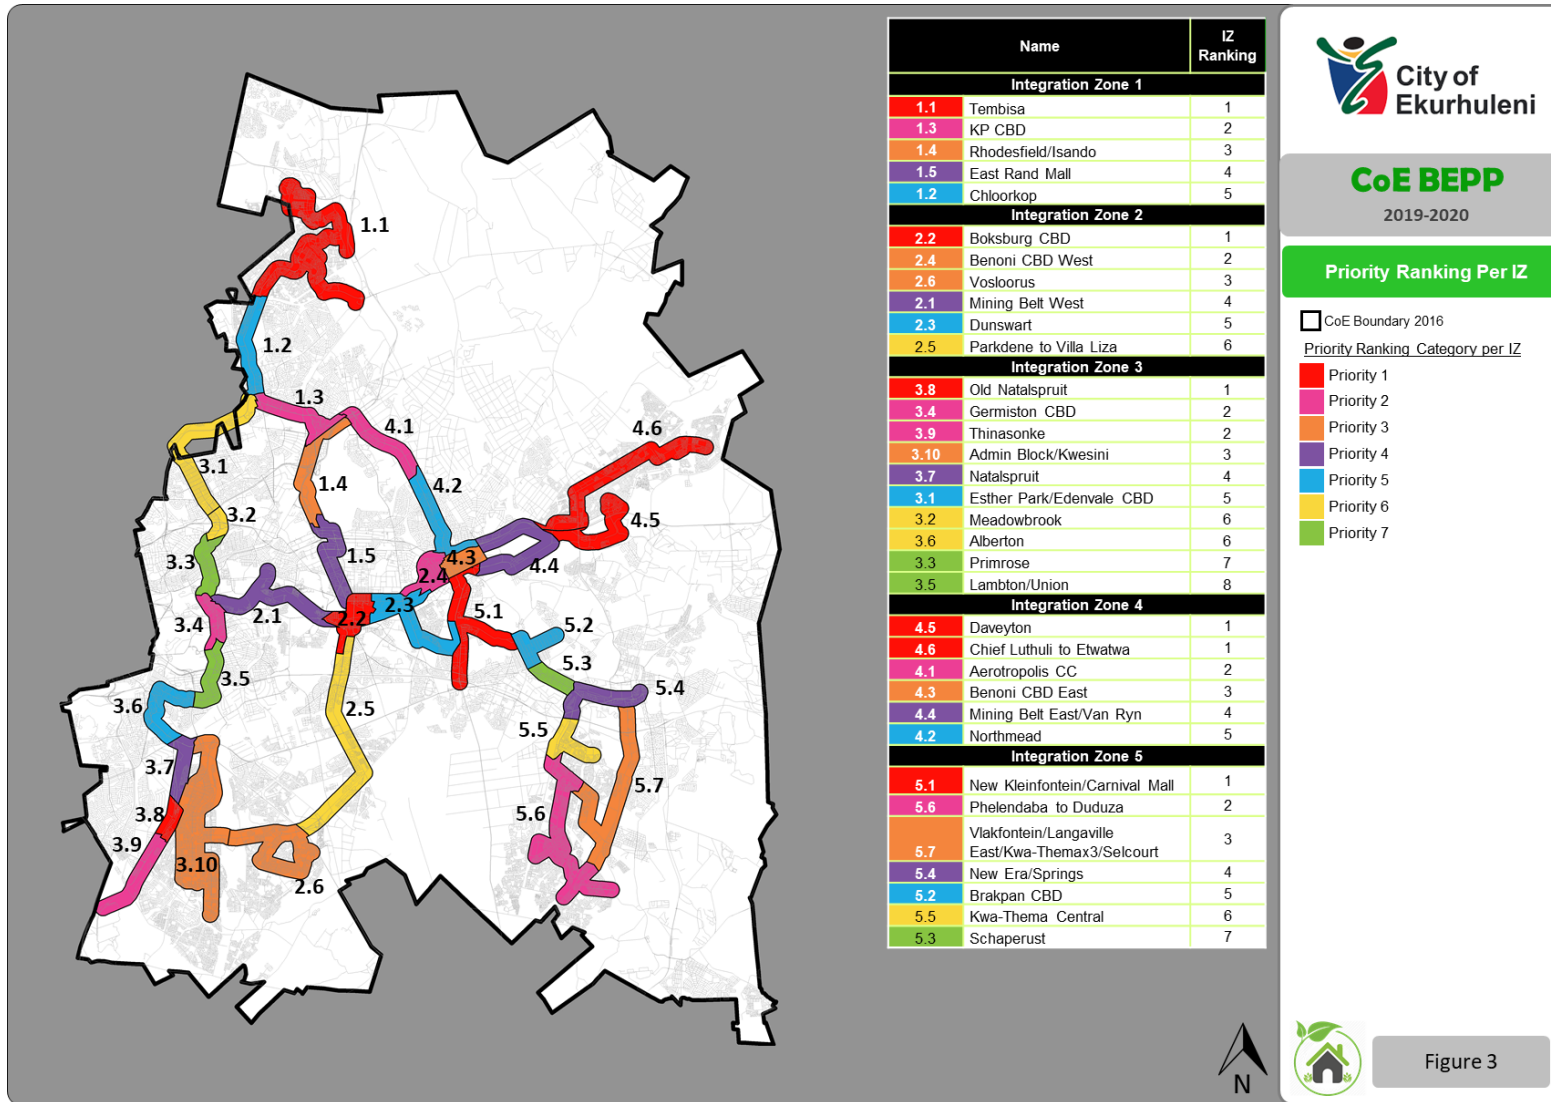 Name
IZ
Ranking
Integration Zone 1
1.1 Tembisa 1
1.3 KP CBD 2
1.4 Rhodesfield/Isando 3
1.5 East Rand Mall 4
1.2 Chloorkop 5
Integration Zone 2
2.2 Boksburg CBD 1
2.4 Benoni CBD West 2
2.6 Vosloorus 3
2.1 Mining Belt West 4
2.3 Dunswart 5
2.5 Parkdene to Villa Liza 6
Integration Zone 3
3.8 Old Natalspruit 1
3.4 Germiston CBD 2
3.9 Thinasonke 2
3.10 Admin Block/Kwesini 3
3.7 Natalspruit 4
3.1 Esther Park/Edenvale CBD 5
3.2 Meadowbrook 6
3.6 Alberton 6
3.3 Primrose 7
3.5 Lambton/Union 8
Integration Zone 4
4.5 Daveyton 1
4.6 Chief Luthuli to Etwatwa 1
4.1 Aerotropolis CC 2
4.3 Benoni CBD East 3
4.4 Mining Belt East/Van Ryn 4
4.2 Northmead 5
Integration Zone 5
5.1 New Kleinfontein/Carnival Mall 1
5.6 Phelendaba to Duduza 2
Vlakfontein/Langaville
5.7 East/Kwa-Themax3/Selcourt 3
5.4 New Era/Springs 4
5.2 Brakpan CBD 5
5.5 Kwa-Thema Central 6
5.3 Schaperust 7
1.1
1.2
1.3
4.1
4.6
3.1
1.4
4.2
3.2
4.5
3.3
1.5
4.3
4.4
2.4
2.1
2.2
2.3
5.1
5.2
3.4
3.5
5.3
5.4
3.6
2.5
5.5
3.7
5.7
3.8
5.6
3.9
3.10
2.6
N
City of
Ekurhuleni
CoE BEPP
2019-2020
Priority Ranking Per IZ
CoE Boundary 2016
Priority Ranking Category per IZ
Priority 1
Priority 2
Priority 3
Priority 4
Priority 5
Priority 6
Priority 7
Figure 3